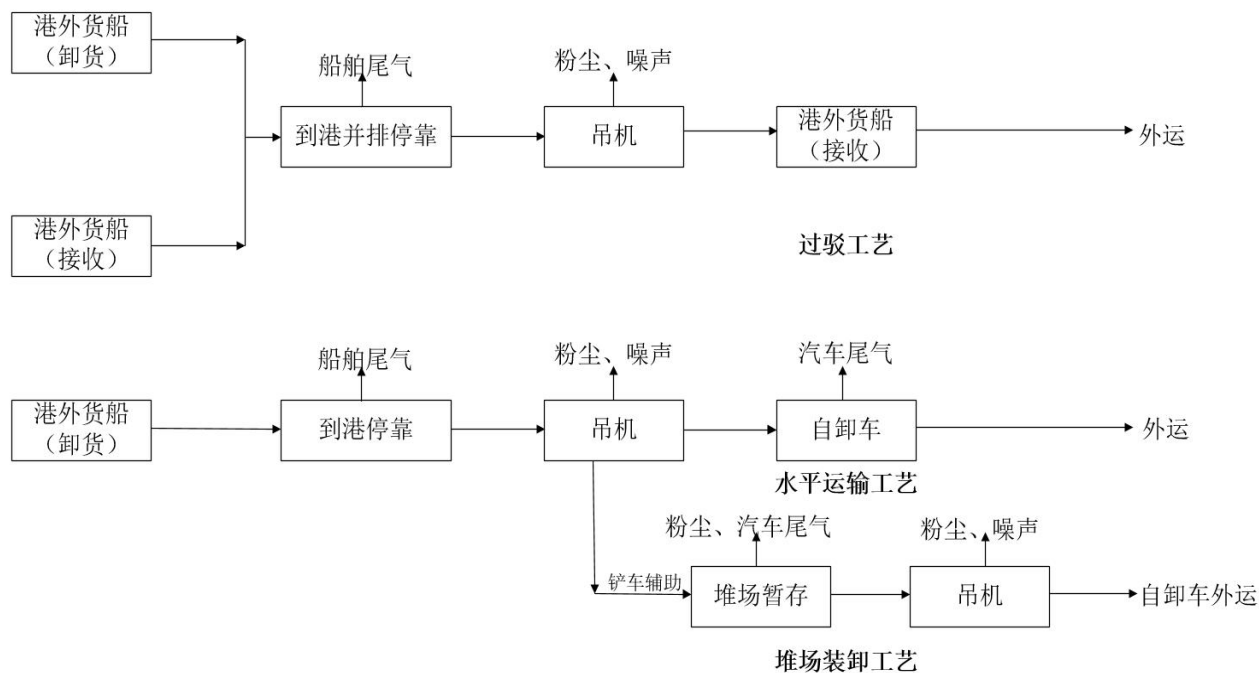 港外货船
（卸货）
船舶尾气
粉尘、噪声
到港并排停靠
吊机
港外货船
（接收）
外运
港外货船
（接收）
过驳工艺
船舶尾气
粉尘、噪声
汽车尾气
港外货船
（卸货）
到港停靠
吊机
自卸车
外运
水平运输工艺
粉尘、汽车尾气
粉尘、噪声
铲车辅助
堆场暂存
吊机
自卸车外运
堆场装卸工艺